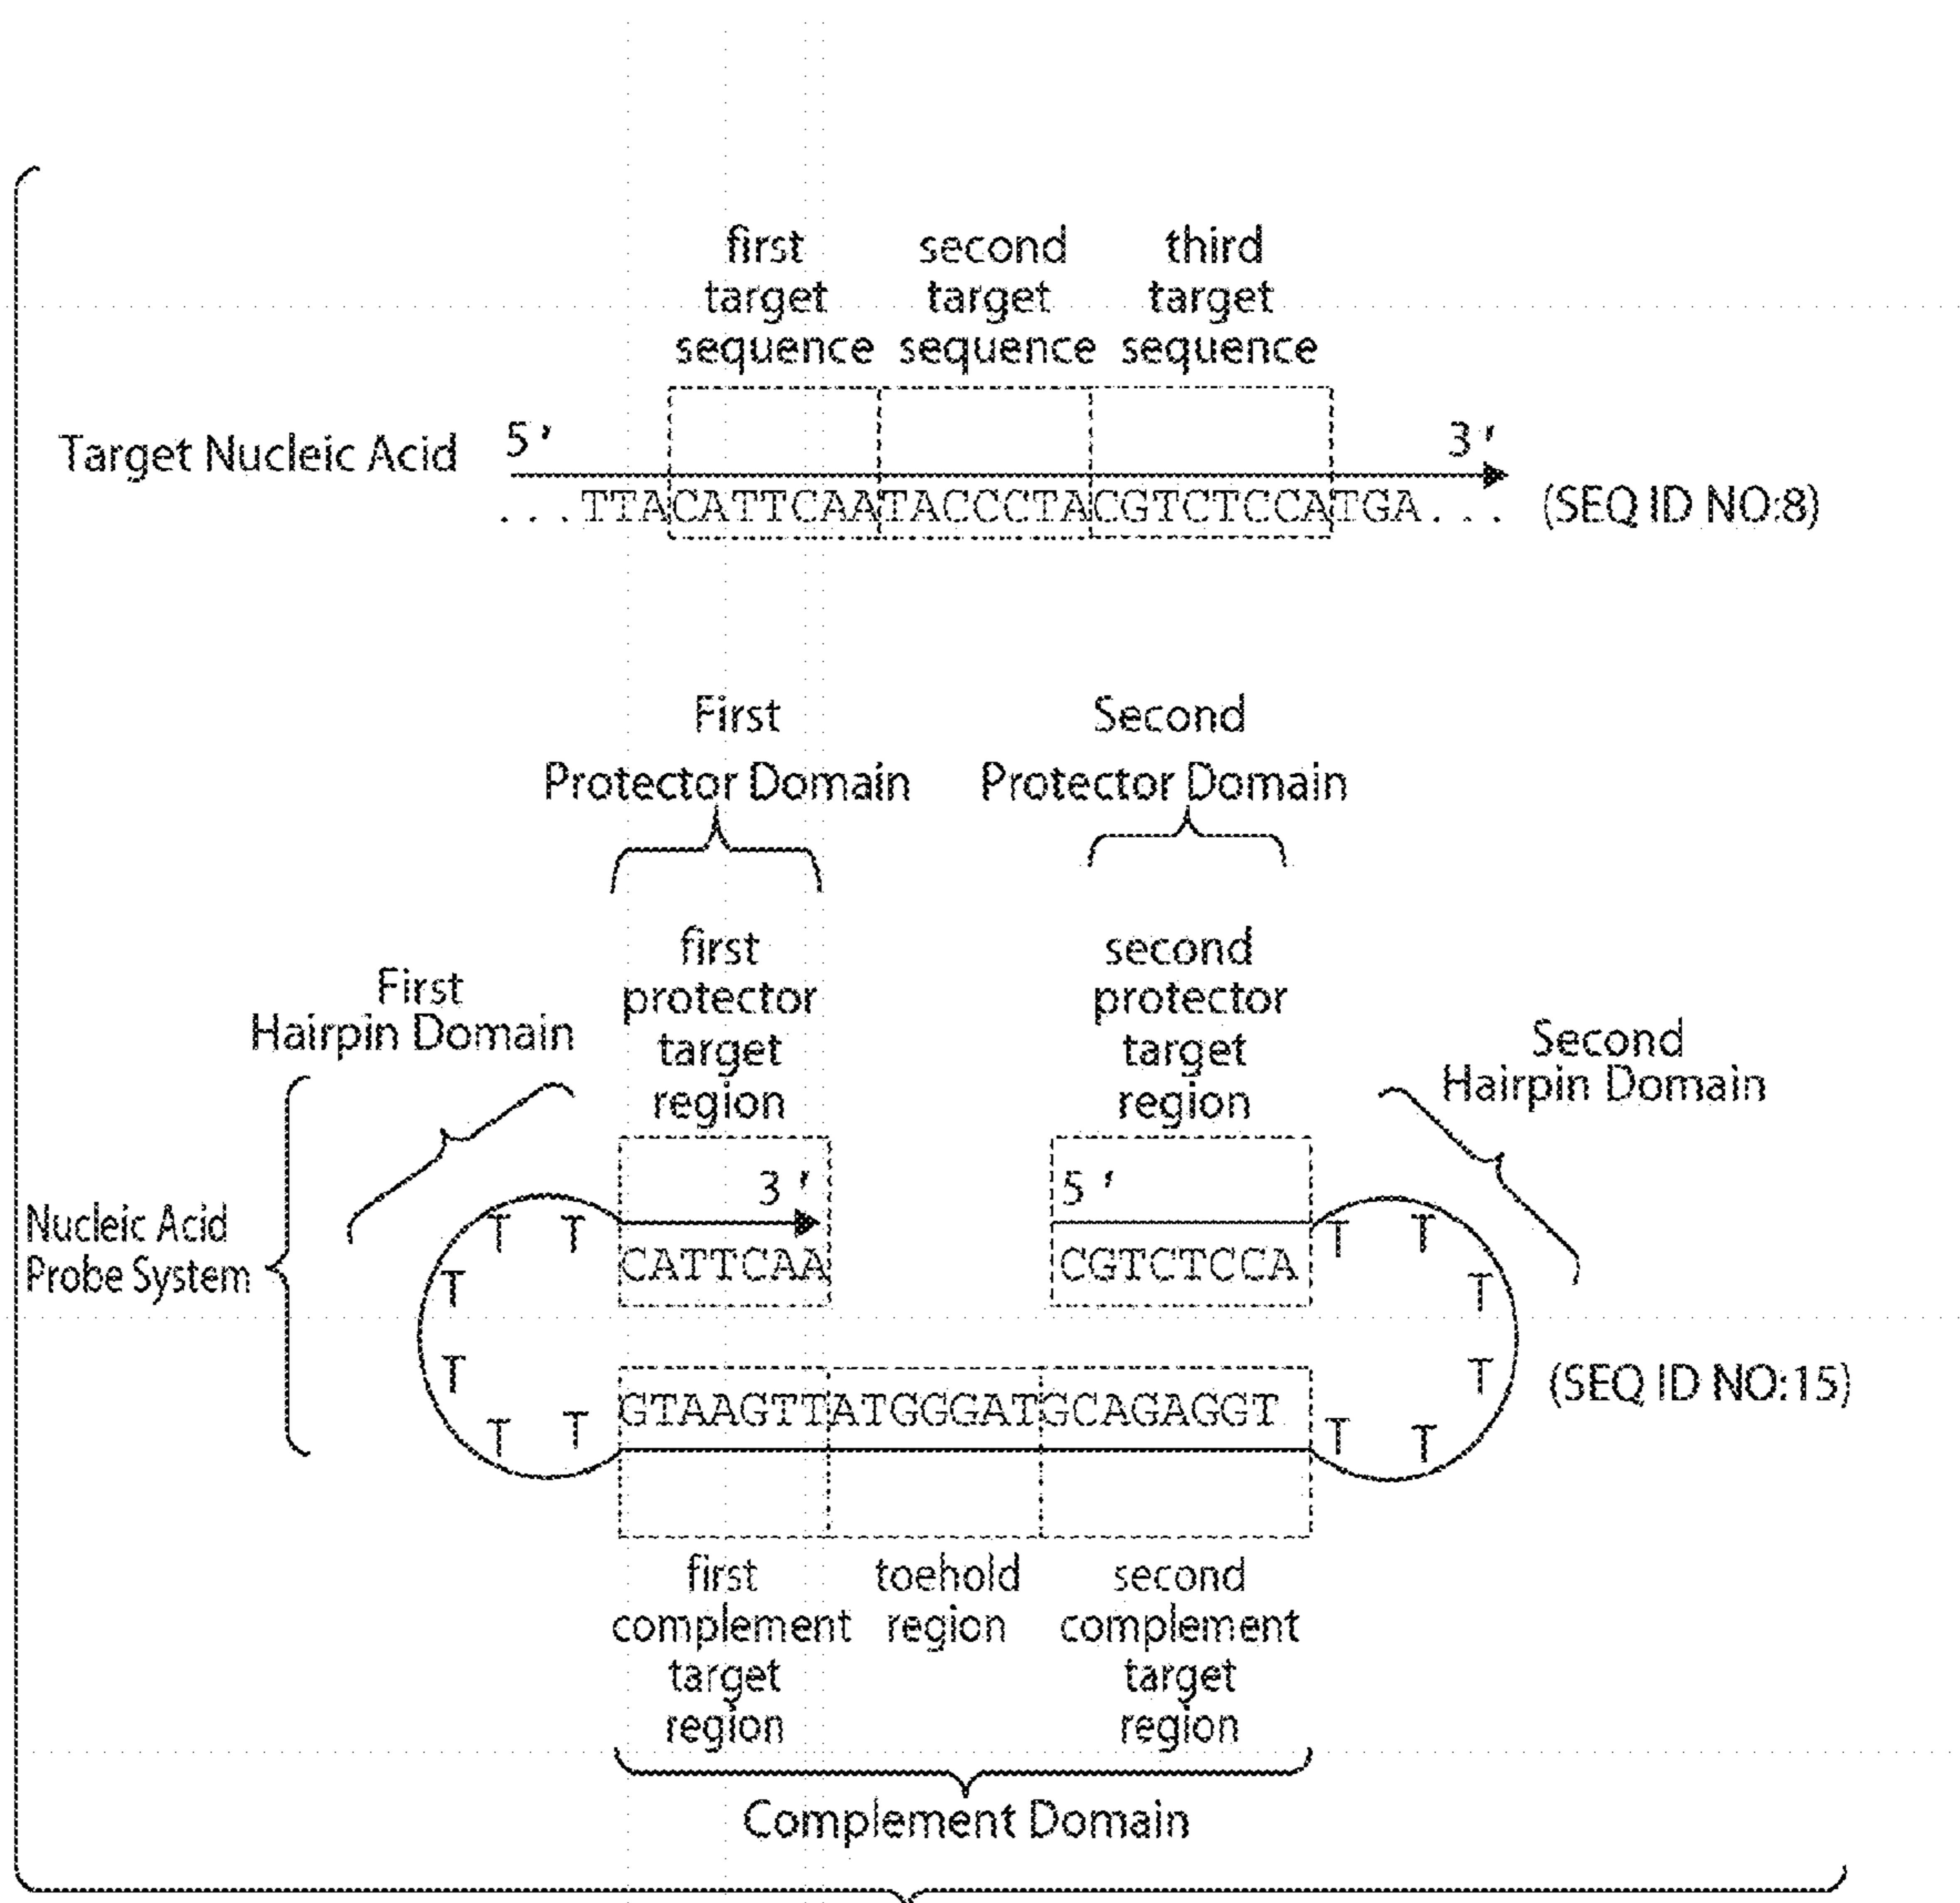 first second third
target target target
sequence sequence sequence
Target Nucleic Acid 5' 3'
...TTACATTCAATACCCTACGTCTCCATGA... (SEQ ID NO:8)
First Second
Protector Domain Protector Domain
first second
protector protector
target target
region region
First
Hairpin Domain
Second
Hairpin Domain
Nucleic Acid
Probe System
3' 5'
T T T T
CATTCAA CGTCTCCA
T T
T T
(SEQ ID NO:15)
GTAAGTTATGGGATGCAGAGGT
T T T T
first toehold second
complement region complement
target target
region region
Complement Domain